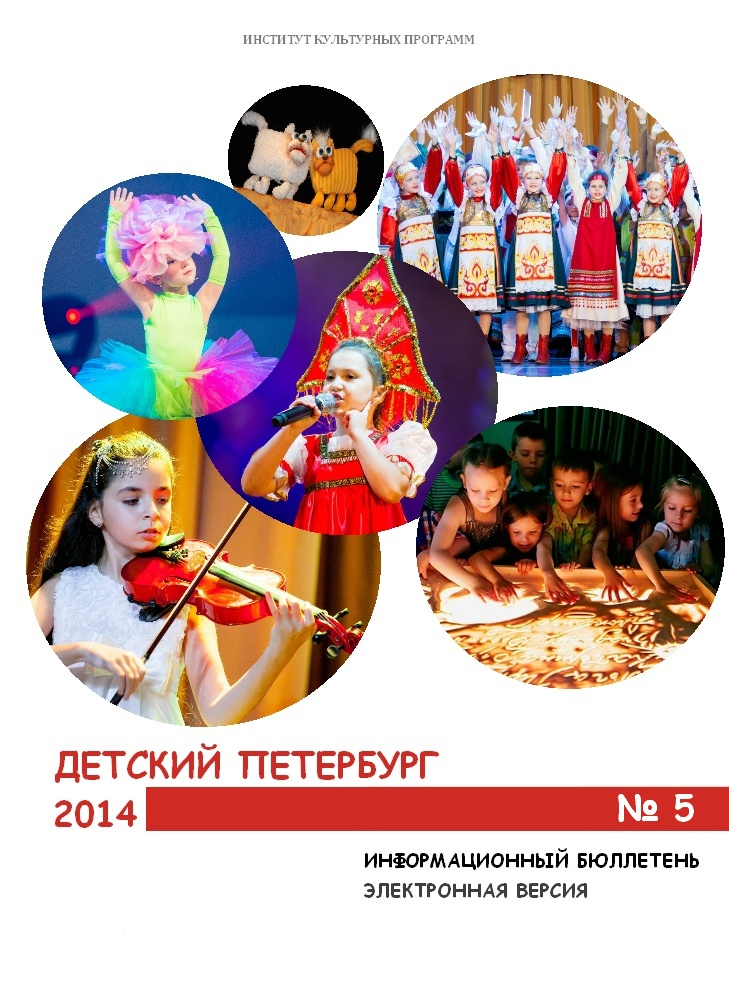 ИНСТИТУТ КУЛЬТУРНЫХ ПРОГРАММ
ДЕТСКИЙ ПЕТЕРБУРГ
2014
№ 5
ИНФОРМАЦИОННЫЙ БЮЛЛЕТЕНЬ
ЭЛЕКТРОННАЯ ВЕРСИЯ